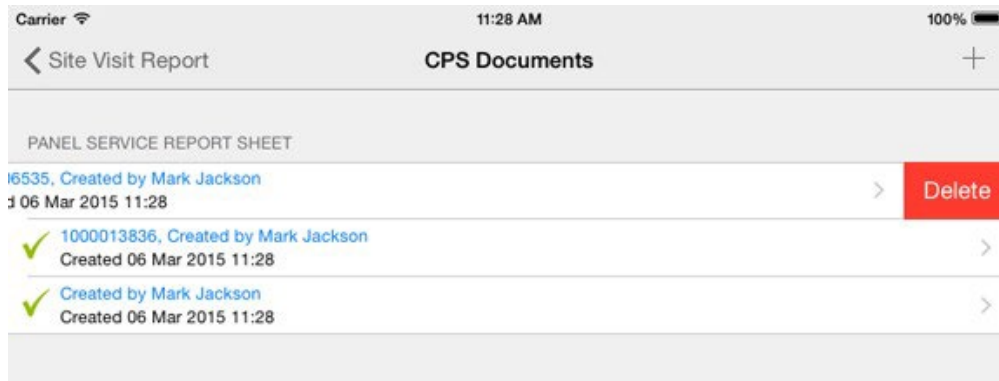 Carrier
11:28 AM
100%
Site Visit Report
CPS Documents
PANEL SERVICE REPORT SHEET
6535, Created by Mark Jackson
d 06 Mar 2015 11:28
Delete
1000013836, Created by Mark Jackson
Created 06 Mar 2015 11:28
Created by Mark Jackson
Created 06 Mar 2015 11:28